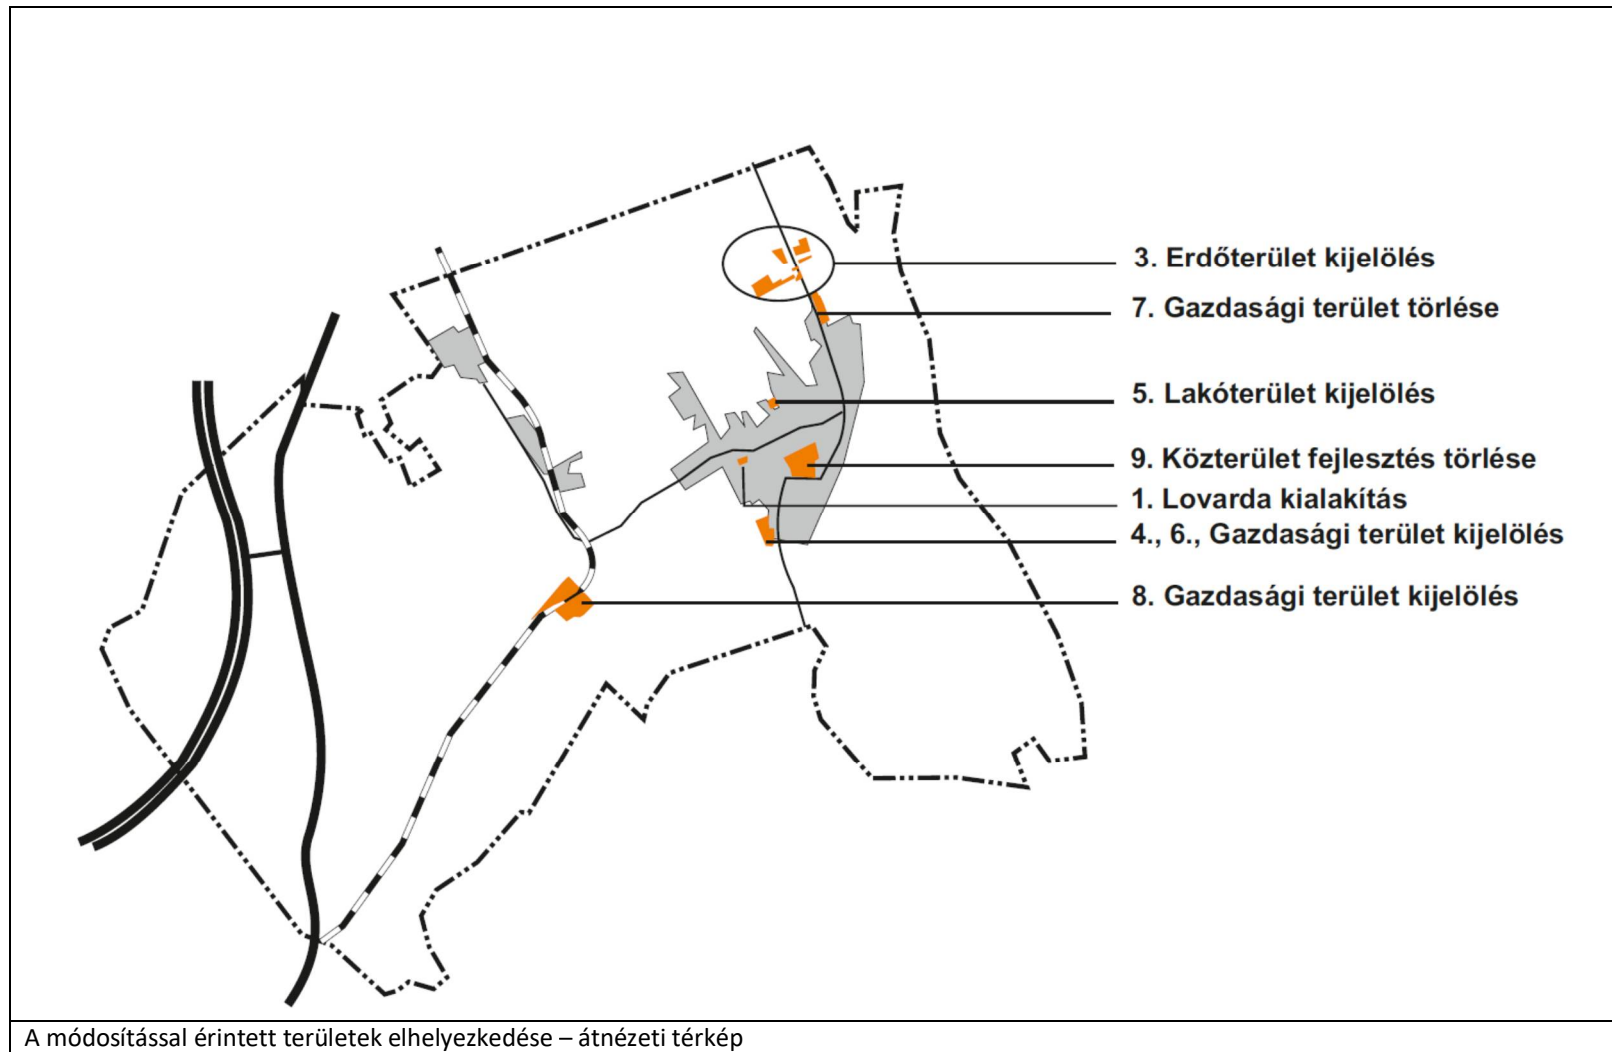 3. Erdőterület kijelölés
7. Gazdasági terület törlése
5. Lakóterület kijelölés
9. Közterület fejlesztés törlése
1. Lovarda kialakítás
4., 6., Gazdasági terület kijelölés
8. Gazdasági terület kijelölés
A módosítással érintett területek elhelyezkedése – átnézeti térkép